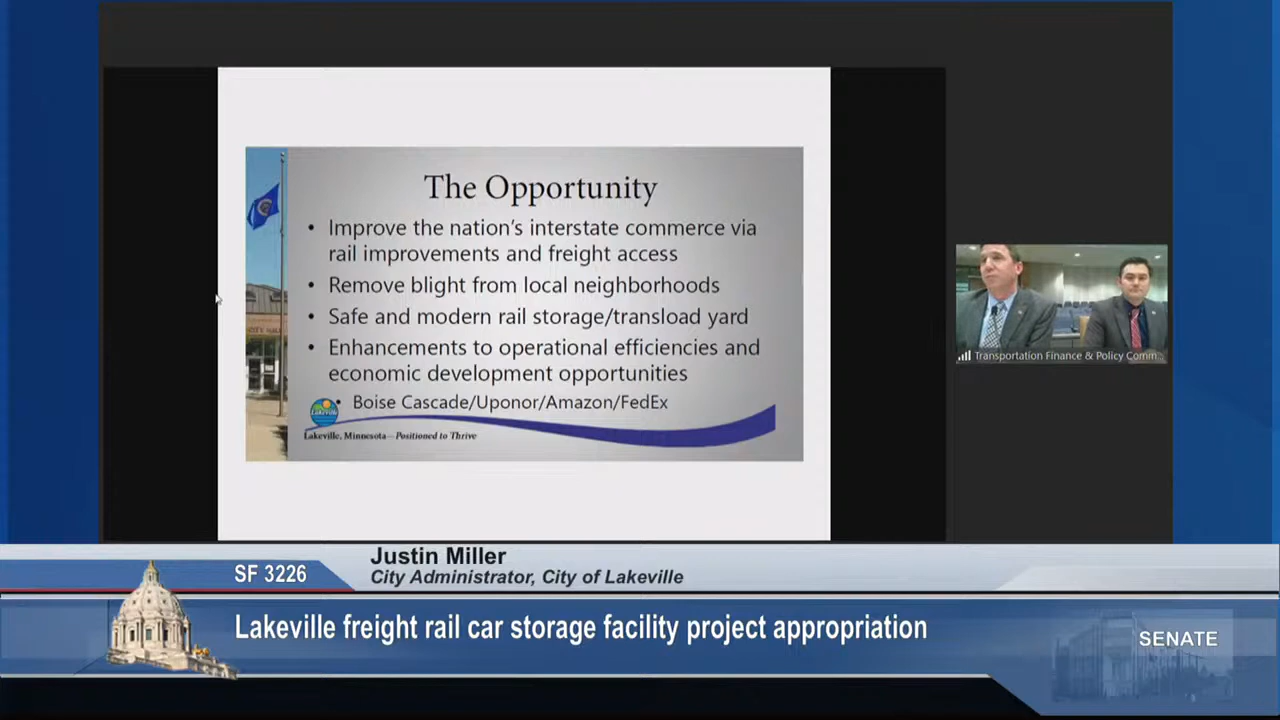 The Opportunity
• Improve the nation's interstate commerce via
rail improvements and freight access
• Remove blight from local neighborhoods
• Safe and modern rail storage/transload yard
• Enhancements to operational efficiencies and
economic development opportunities
• Boise Cascade/Uponor/Amazon/FedEx
Lakeville
Lakeville, Minnesota—Positioned to Thrive
CITY HALL
Transportation Finance & Policy Comm...
Justin Miller
City Administrator, City of Lakeville
SF 3226
Lakeville freight rail car storage facility project appropriation
SENATE